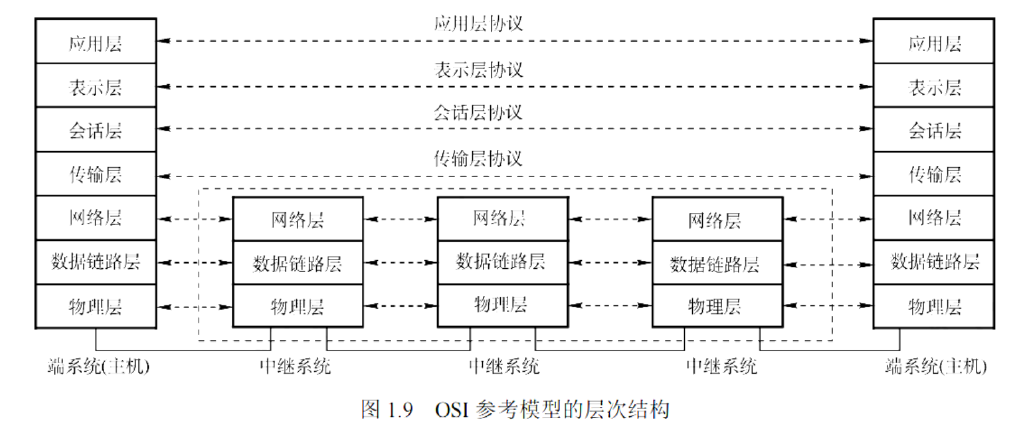 应用层 应用层协议 应用层
表示层 表示层协议 表示层
会话层 会话层协议 会话层
传输层 传输层协议 传输层
网络层 网络层 网络层 网络层 网络层
数据链路层 数据链路层 数据链路层 数据链路层 数据链路层
物理层 物理层 物理层 物理层 物理层
端系统(主机) 中继系统 中继系统 中继系统 端系统(主机)
图 1.9 OSI 参考模型的层次结构